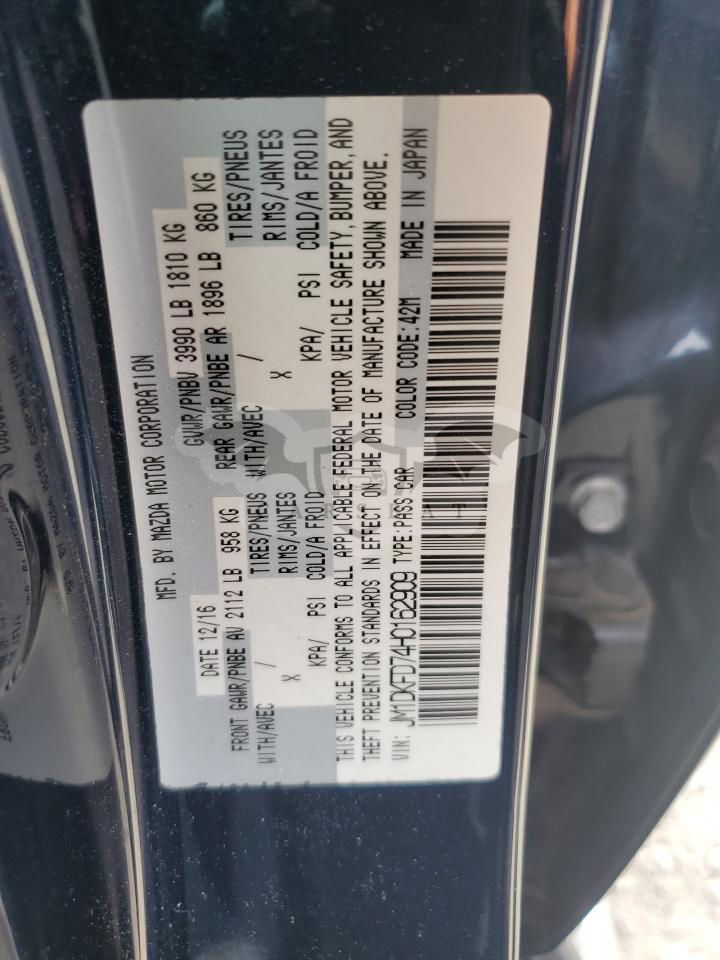 MFD. BY MAZDA MOTOR CORPORATION
DATE 12/16 GVWR/PNBV 3990 LB 1810 KG
FRONT GAWR/PNBE AV 2112 LB 958 KG REAR GAWR/PNBE AR 1896 LB 860 KG
WITH/AVEC / TIRES/PNEUS WITH/AVEC / TIRES/PNEUS
X RIMS/JANTES X RIMS/JANTES
KPA/ PSI COLD/A FROID KPA/ PSI COLD/A FROID
THIS VEHICLE CONFORMS TO ALL APPLICABLE FEDERAL MOTOR VEHICLE SAFETY, BUMPER, AND
THEFT PREVENTION STANDARDS IN EFFECT ON THE DATE OF MANUFACTURE SHOWN ABOVE.
VIN: JM1DKFD74H0162909 TYPE:PASS CAR COLOR CODE:42M MADE IN JAPAN